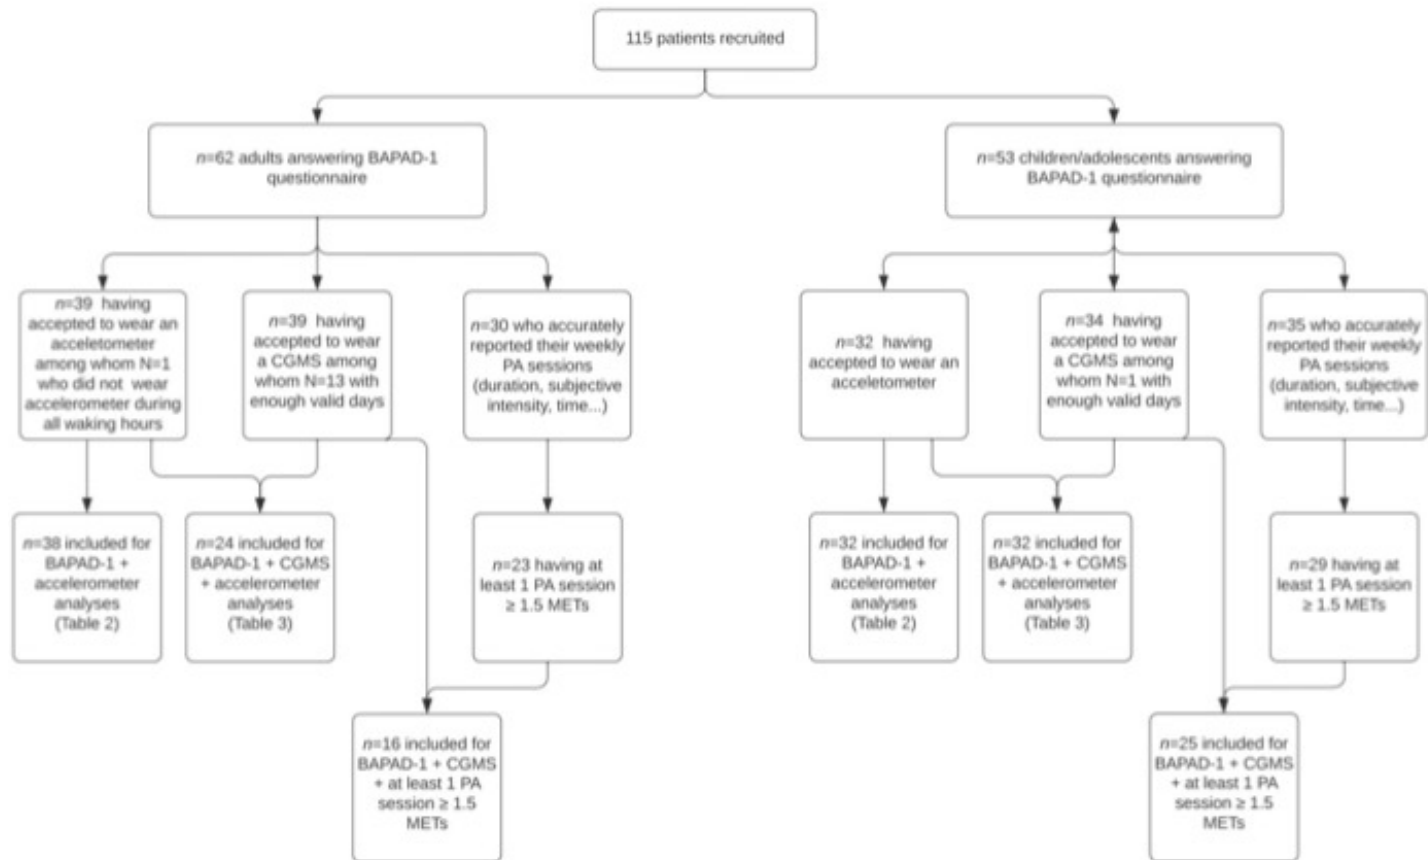 115 patients recruited
n=62 adults answering BAPAD-1
questionnaire
n=53 children/adolescents answering
BAPAD-1 questionnaire
n=39 having
accepted to wear an
acceletometer
among whom N=1
who did not wear
accelerometer during
all waking hours
n=39 having
accepted to wear
a CGMS among
whom N=13 with
enough valid days
n=30 who accurately
reported their weekly
PA sessions
(duration, subjective
intensity, time...)
n=32 having
accepted to wear an
acceletometer
n=34 having
accepted to wear
a CGMS among
whom N=1 with
enough valid days
n=35 who accurately
reported their weekly
PA sessions
(duration, subjective
intensity, time...)
n=38 included for
BAPAD-1 +
accelerometer
analyses
(Table 2)
n=24 included for
BAPAD-1 + CGMS
+ accelerometer
analyses
(Table 3)
n=23 having at
least 1 PA session
≥ 1.5 METs
n=32 included for
BAPAD-1 +
accelerometer
analyses
(Table 2)
n=32 included for
BAPAD-1 + CGMS
+ accelerometer
analyses
(Table 3)
n=29 having at
least 1 PA session
≥ 1.5 METs
n=16 included for
BAPAD-1 + CGMS
+ at least 1 PA
session ≥ 1.5
METs
n=25 included for
BAPAD-1 + CGMS
+ at least 1 PA
session ≥ 1.5
METs